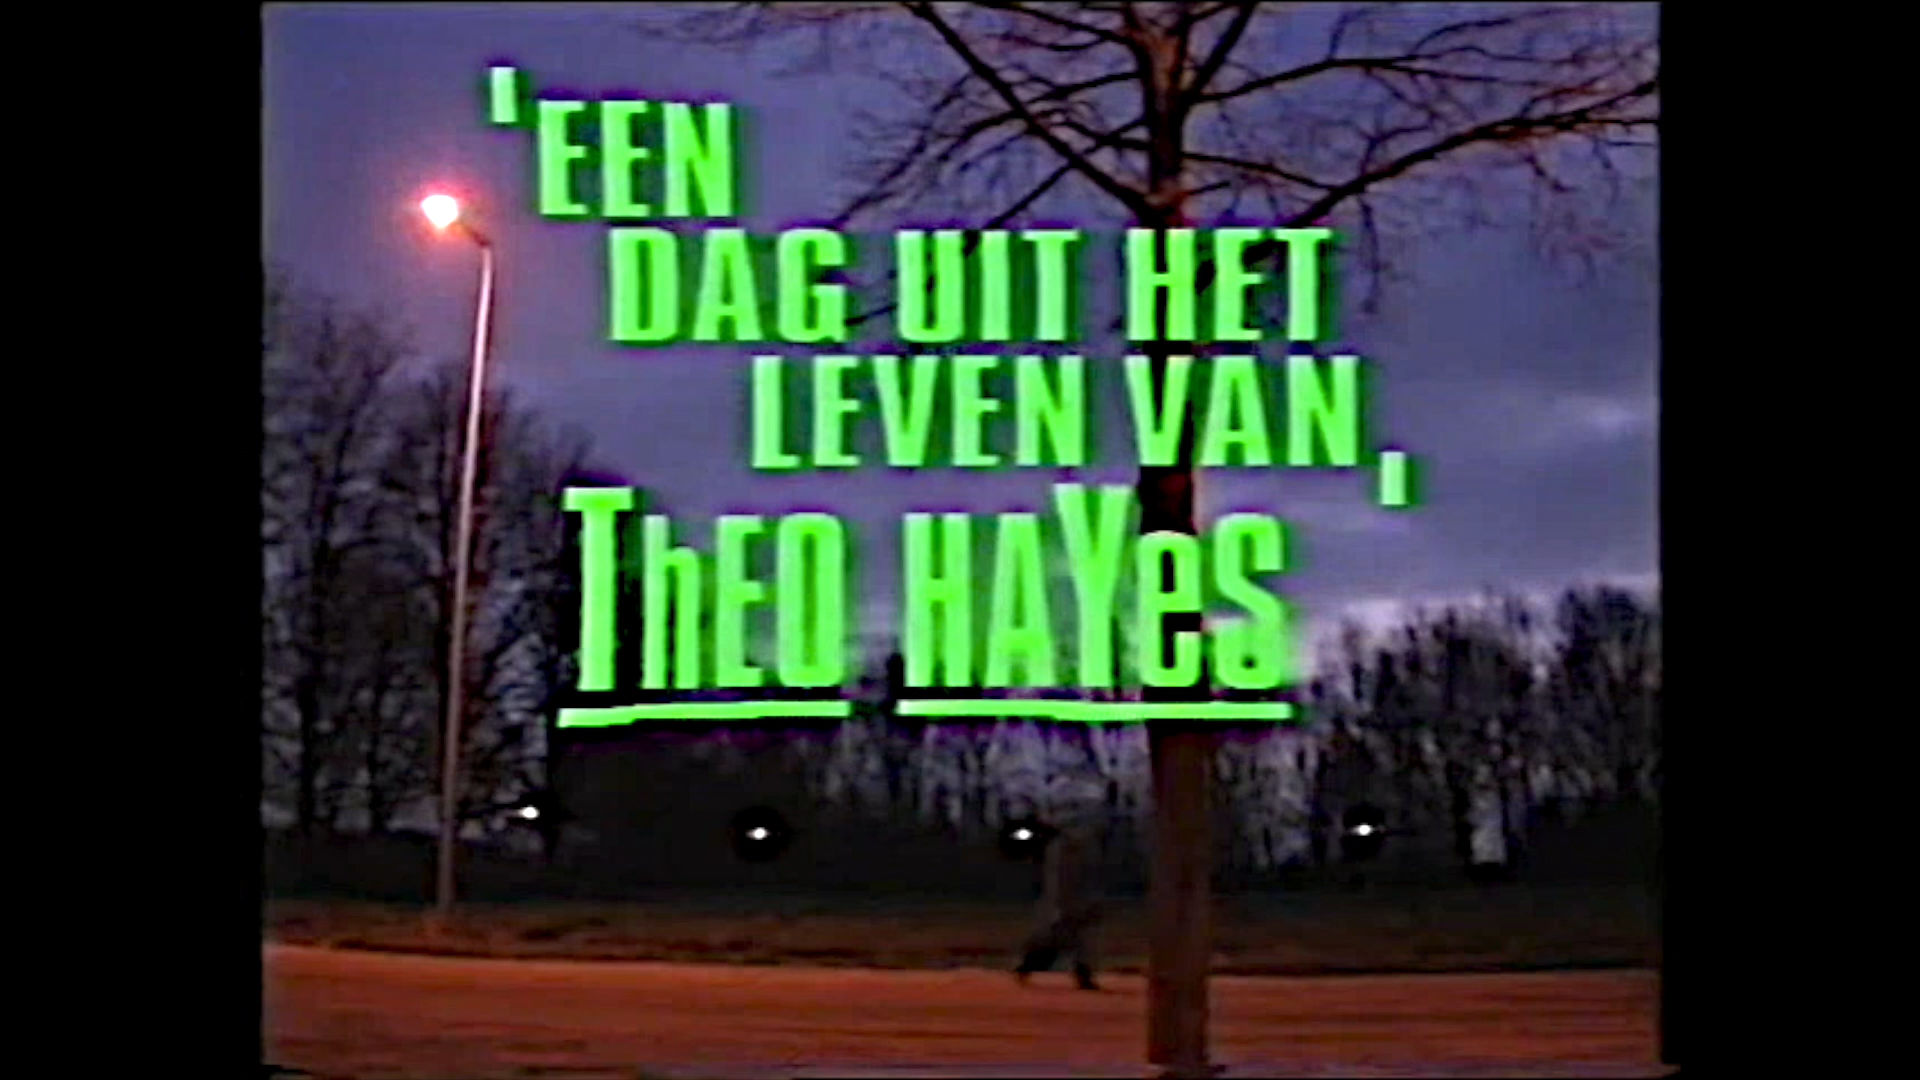 'EEN
DAG UIT HET
LEVEN VAN,
ThEO HAYeS